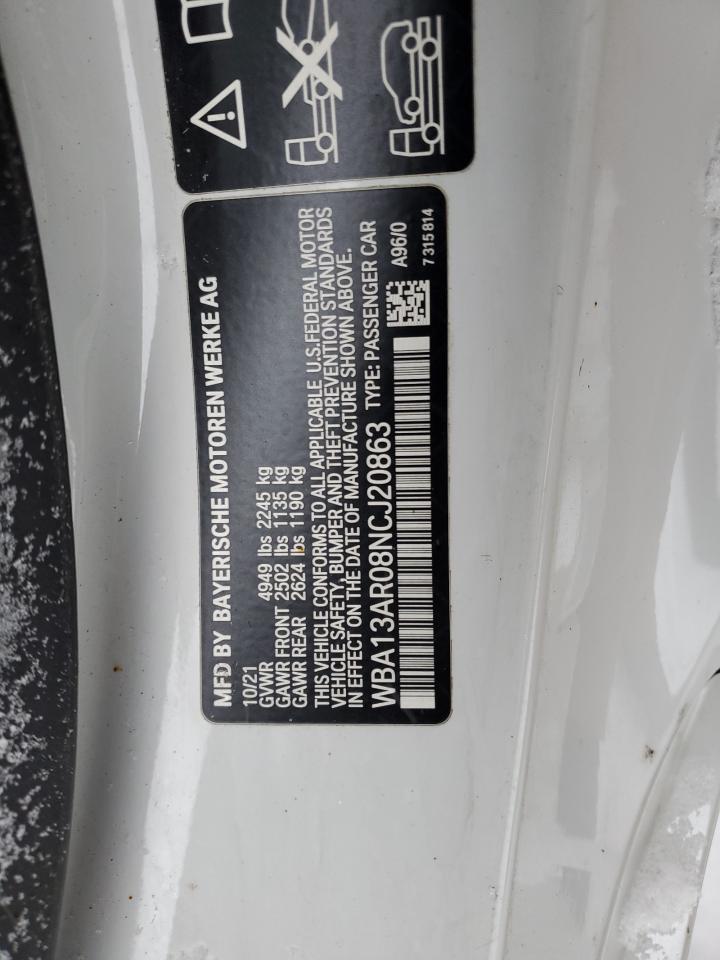 MFD BY BAYERISCHE MOTOREN WERKE AG
10/21
GVWR 4949 lbs 2245 kg
GAWR FRONT 2502 lbs 1135 kg
GAWR REAR 2624 lbs 1190 kg
THIS VEHICLE CONFORMS TO ALL APPLICABLE U.S.FEDERAL MOTOR
VEHICLE SAFETY, BUMPER AND THEFT PREVENTION STANDARDS
IN EFFECT ON THE DATE OF MANUFACTURE SHOWN ABOVE.
WBA13AR08NCJ20863 TYPE: PASSENGER CAR
A96/0
7315814